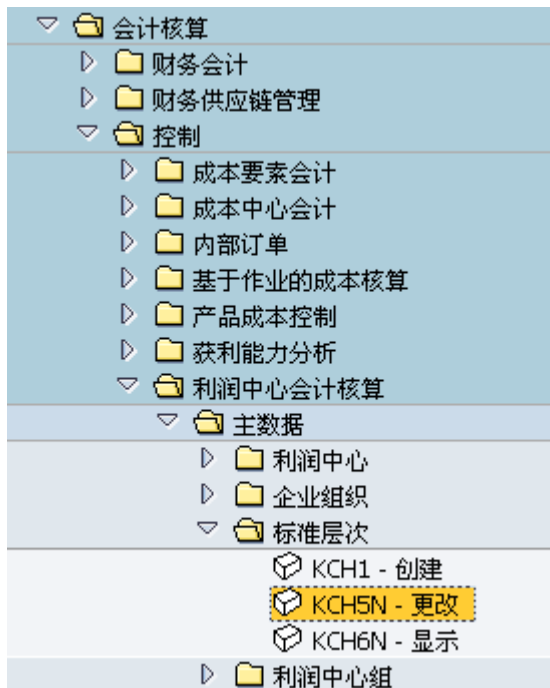 会计核算
财务会计
财务供应链管理
控制
成本要素会计
成本中心会计
内部订单
基于作业的成本核算
产品成本控制
获利能力分析
利润中心会计核算
主数据
利润中心
企业组织
标准层次
KCH1 - 创建
KCH5N - 更改
KCH6N - 显示
利润中心组